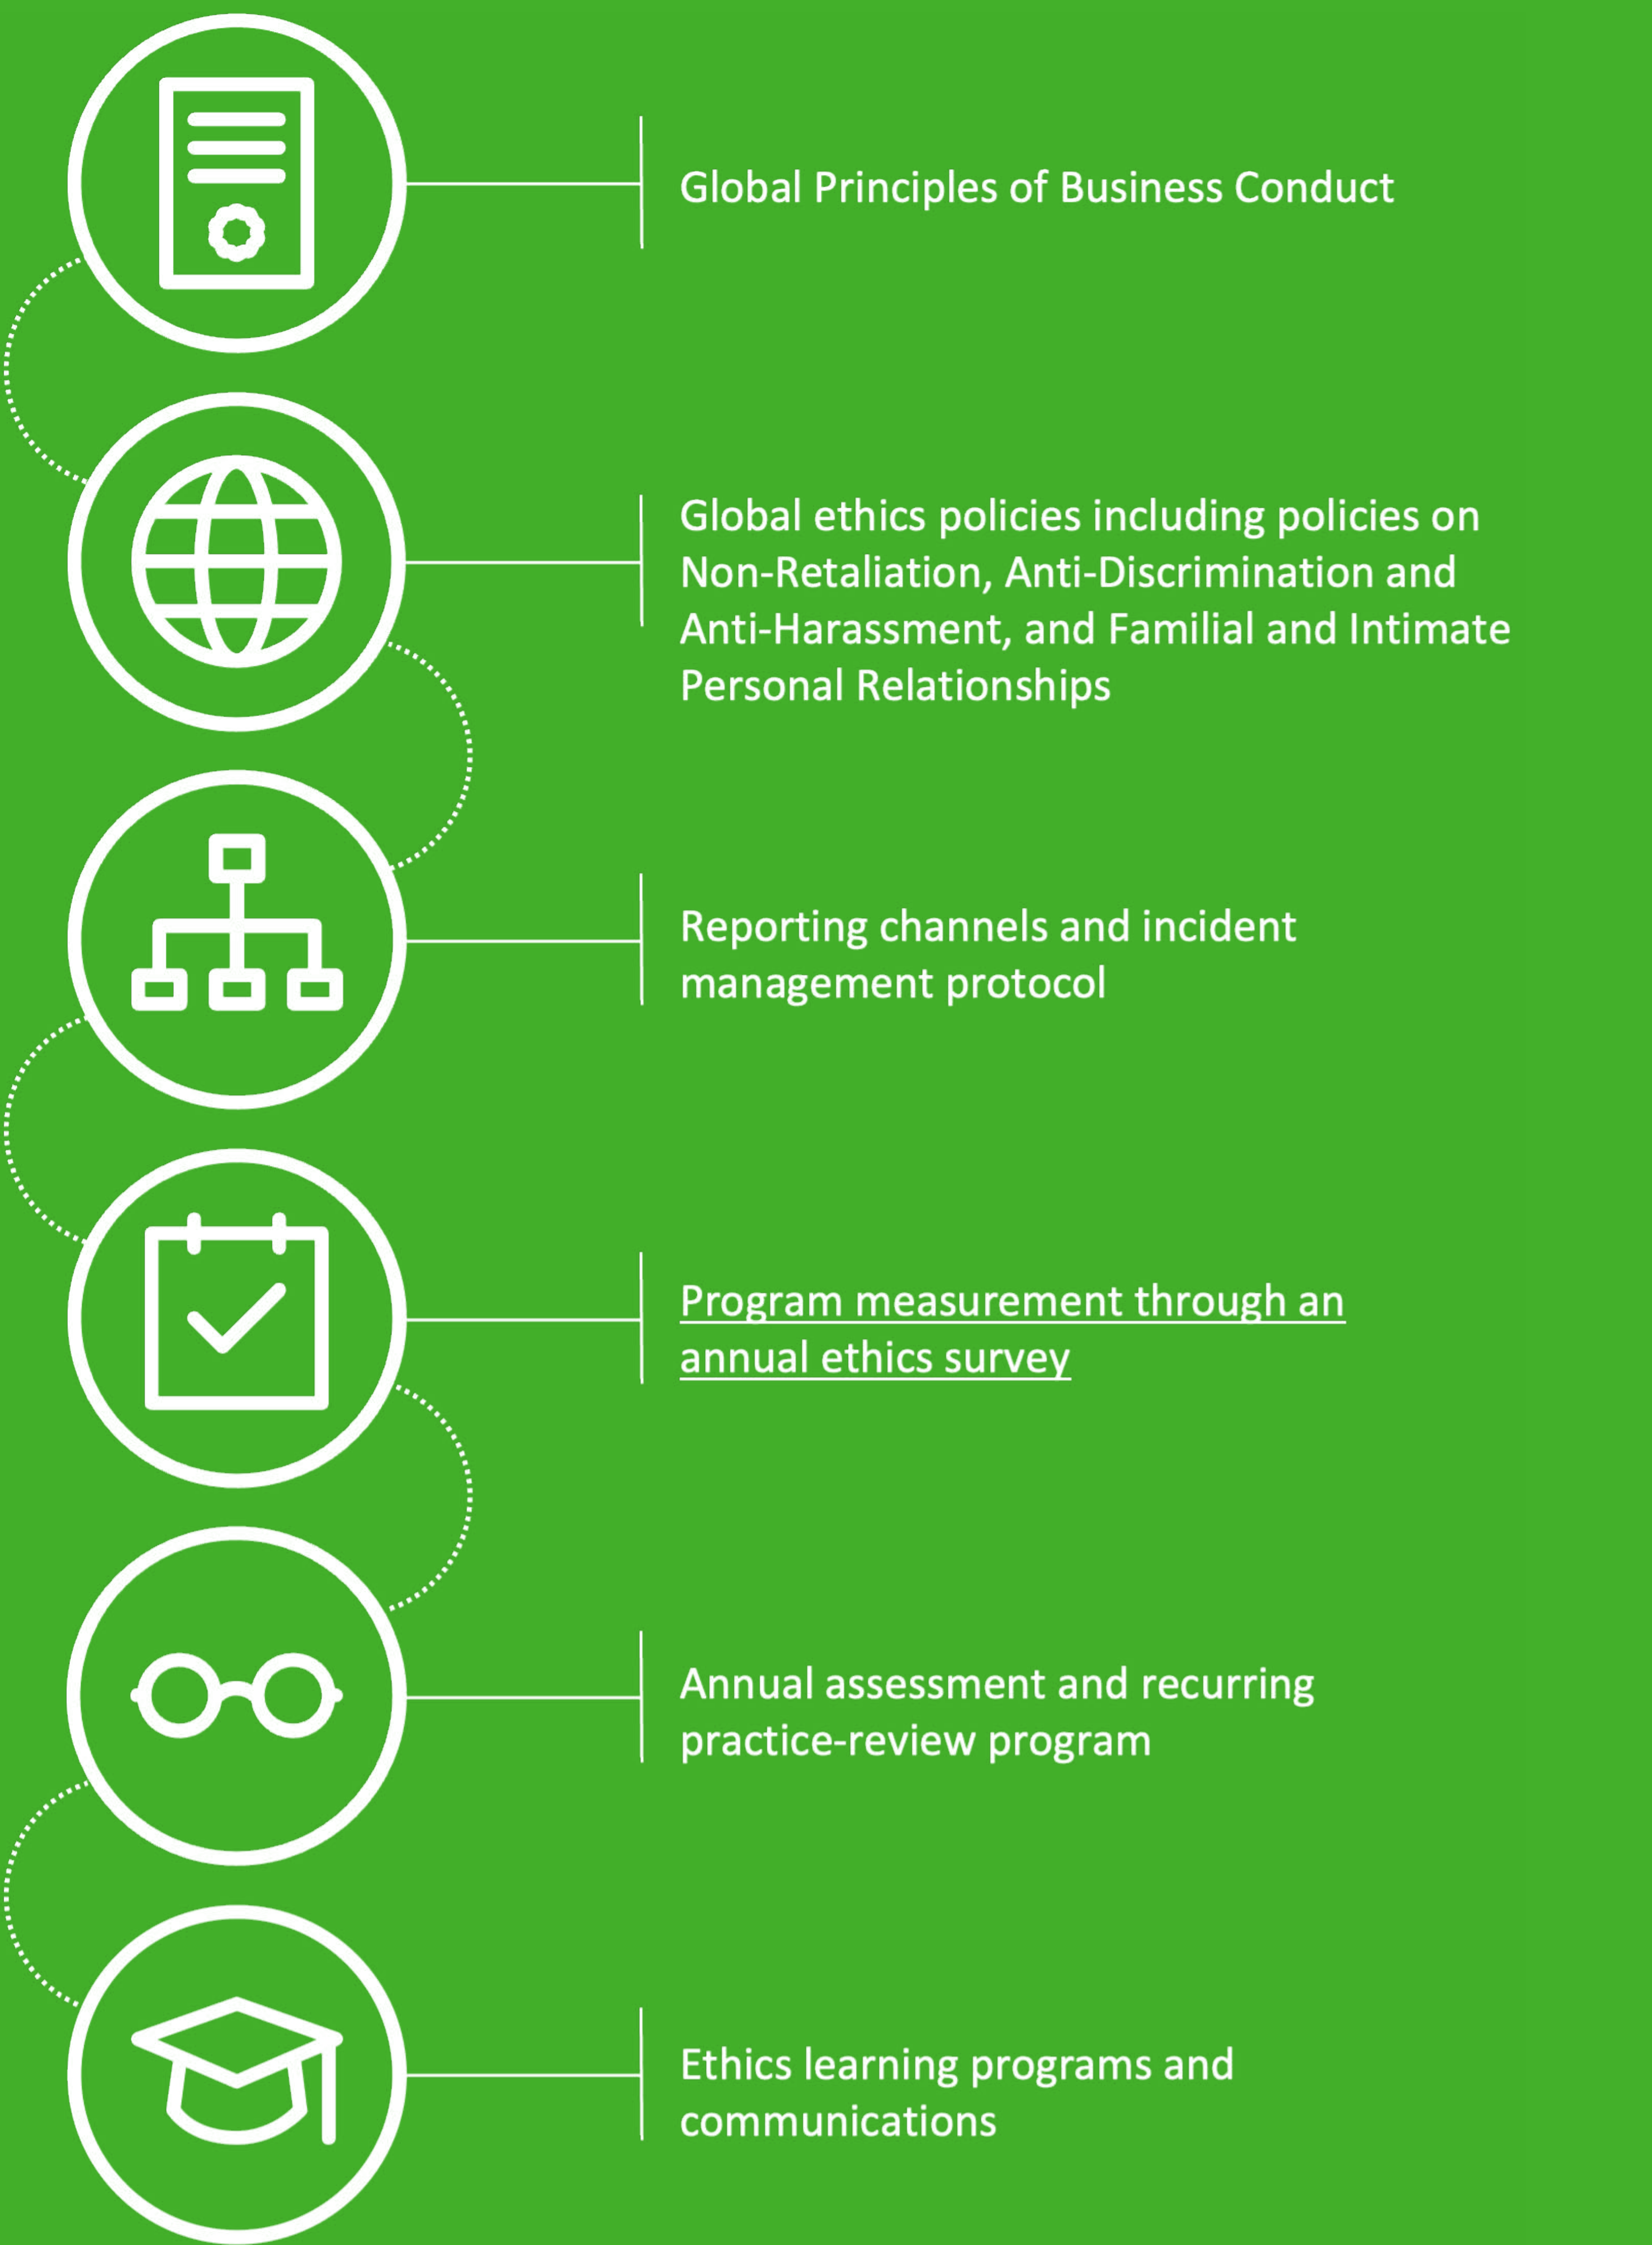 Global Principles of Business Conduct
Global ethics policies including policies on
Non-Retaliation, Anti-Discrimination and
Anti-Harassment, and Familial and Intimate
Personal Relationships
Reporting channels and incident
management protocol
Program measurement through an
annual ethics survey
Annual assessment and recurring
practice-review program
Ethics learning programs and
communications